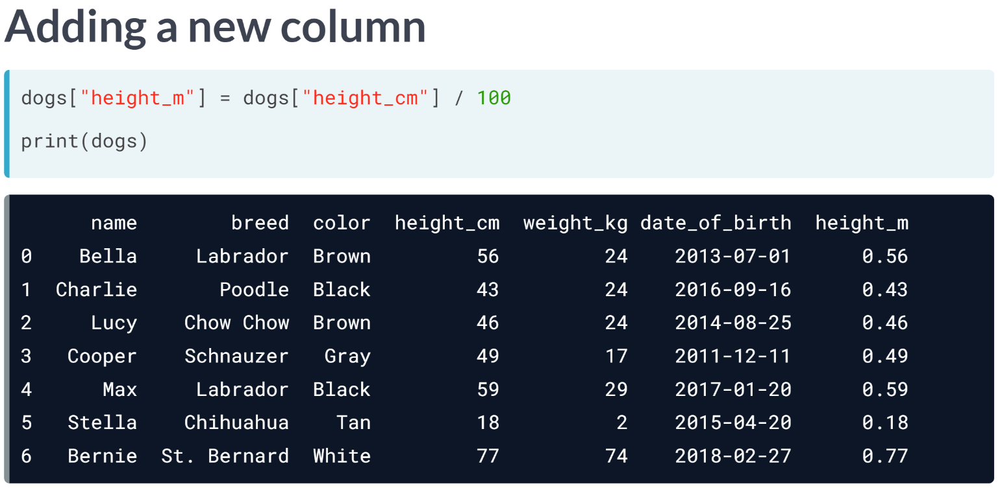 Adding a new column
dogs["height_m"] = dogs["height_cm"] / 100
print(dogs)
name breed color height_cm weight_kg date_of_birth height_m
0 Bella Labrador Brown 56 24 2013-07-01 0.56
1 Charlie Poodle Black 43 24 2016-09-16 0.43
2 Lucy Chow Chow Brown 46 24 2014-08-25 0.46
3 Cooper Schnauzer Gray 49 17 2011-12-11 0.49
4 Max Labrador Black 59 29 2017-01-20 0.59
5 Stella Chihuahua Tan 18 2 2015-04-20 0.18
6 Bernie St. Bernard White 77 74 2018-02-27 0.77